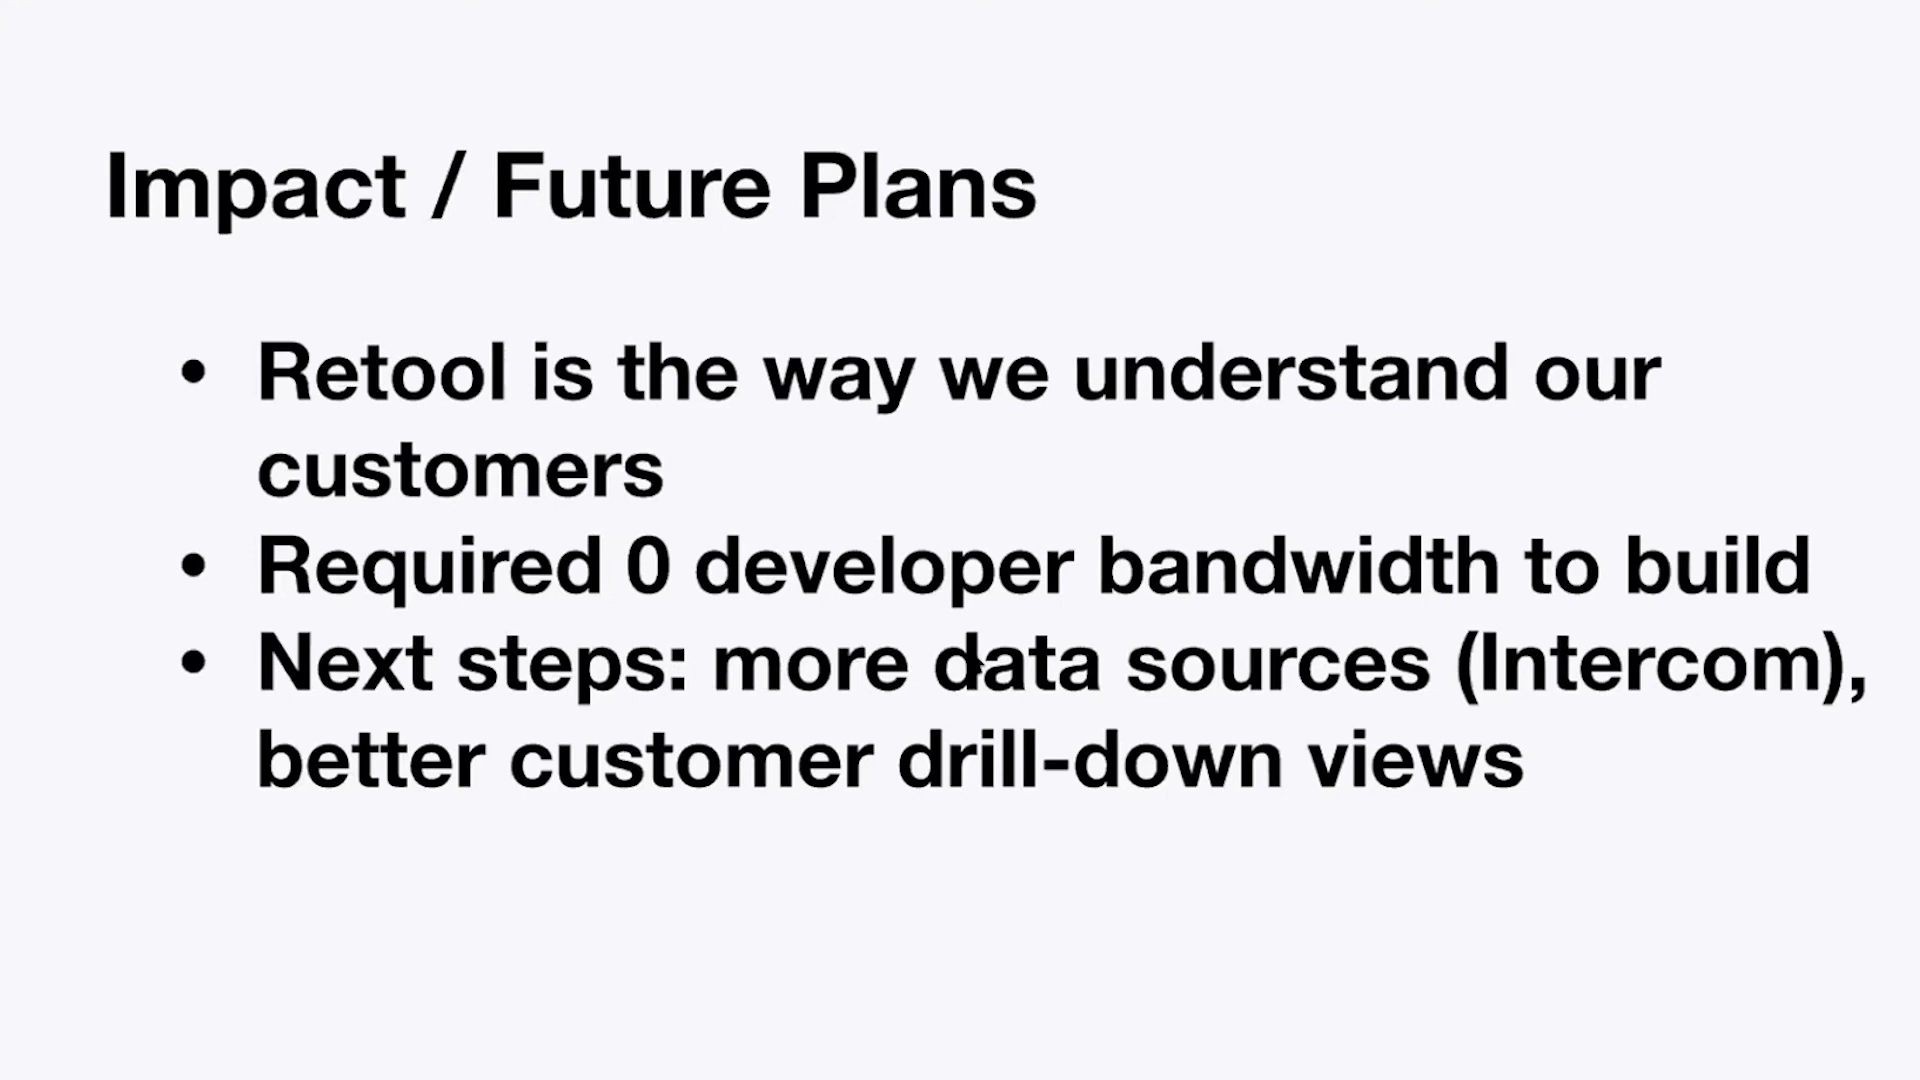 Impact / Future Plans
• Retool is the way we understand our
customers
• Required 0 developer bandwidth to build
• Next steps: more data sources (Intercom),
better customer drill-down views